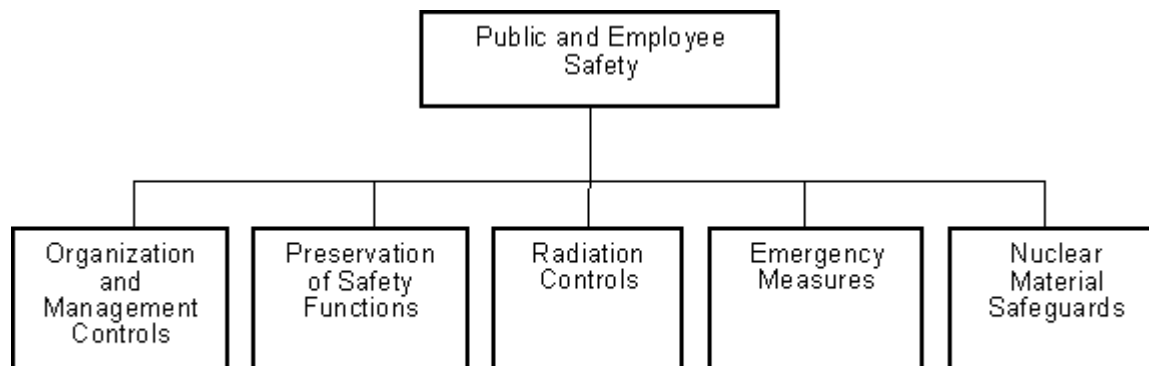 Public and Employee
Safety
Organization
and
Management
Controls
Preservation
of Safety
Functions
Radiation
Controls
Emergency
Measures
Nuclear
Material
Safeguards